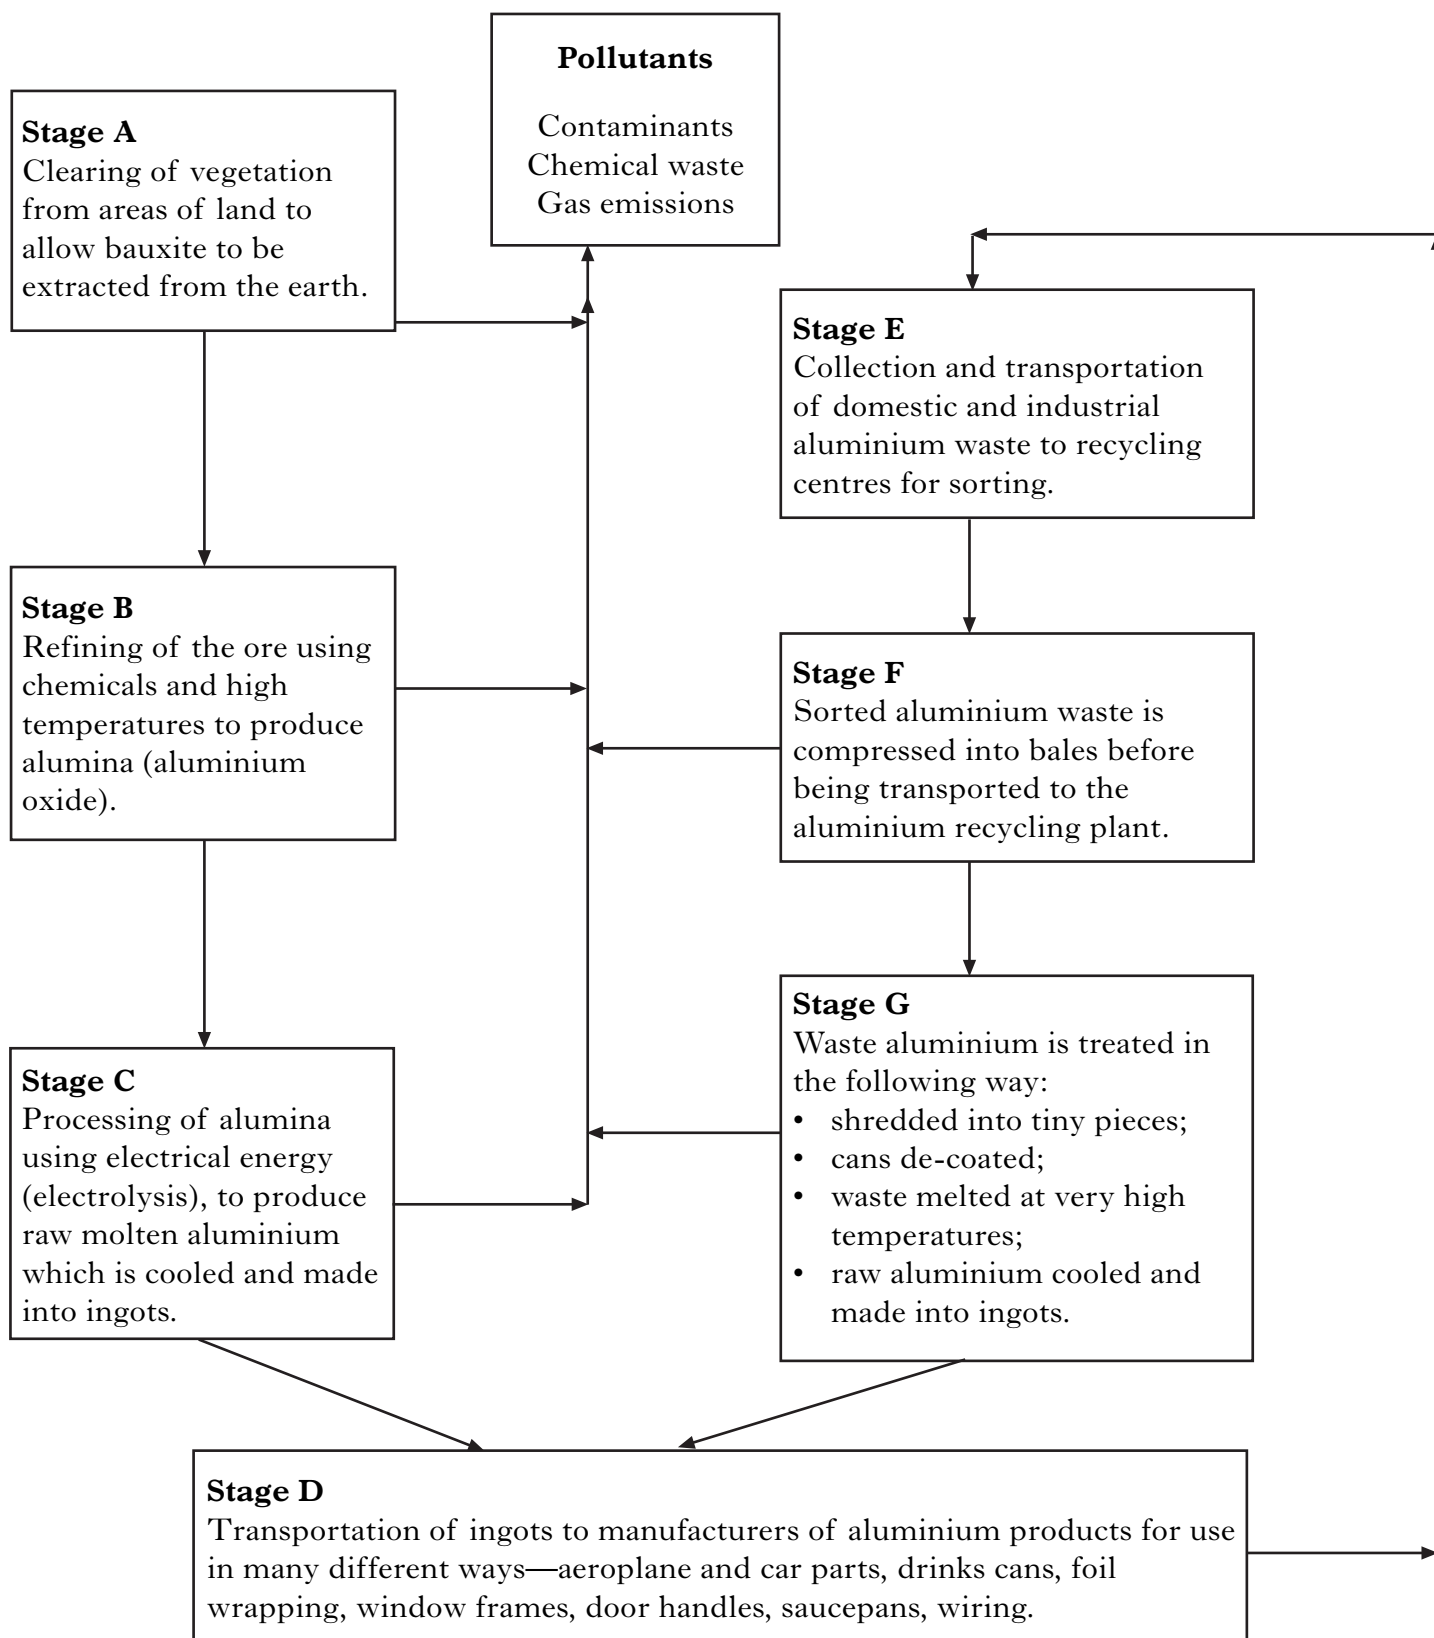 Pollutants
Contaminants
Chemical waste
Gas emissions
Stage A
Clearing of vegetation
from areas of land to
allow bauxite to be
extracted from the earth.
Stage B
Refining of the ore using
chemicals and high
temperatures to produce
alumina (aluminium
oxide).
Stage C
Processing of alumina
using electrical energy
(electrolysis), to produce
raw molten aluminium
which is cooled and made
into ingots.
Stage E
Collection and transportation
of domestic and industrial
aluminium waste to recycling
centres for sorting.
Stage F
Sorted aluminium waste is
compressed into bales before
being transported to the
aluminium recycling plant.
Stage G
Waste aluminium is treated in
the following way:
• shredded into tiny pieces;
• cans de-coated;
• waste melted at very high
temperatures;
• raw aluminium cooled and
made into ingots.
Stage D
Transportation of ingots to manufacturers of aluminium products for use
in many different ways—aeroplane and car parts, drinks cans, foil
wrapping, window frames, door handles, saucepans, wiring.